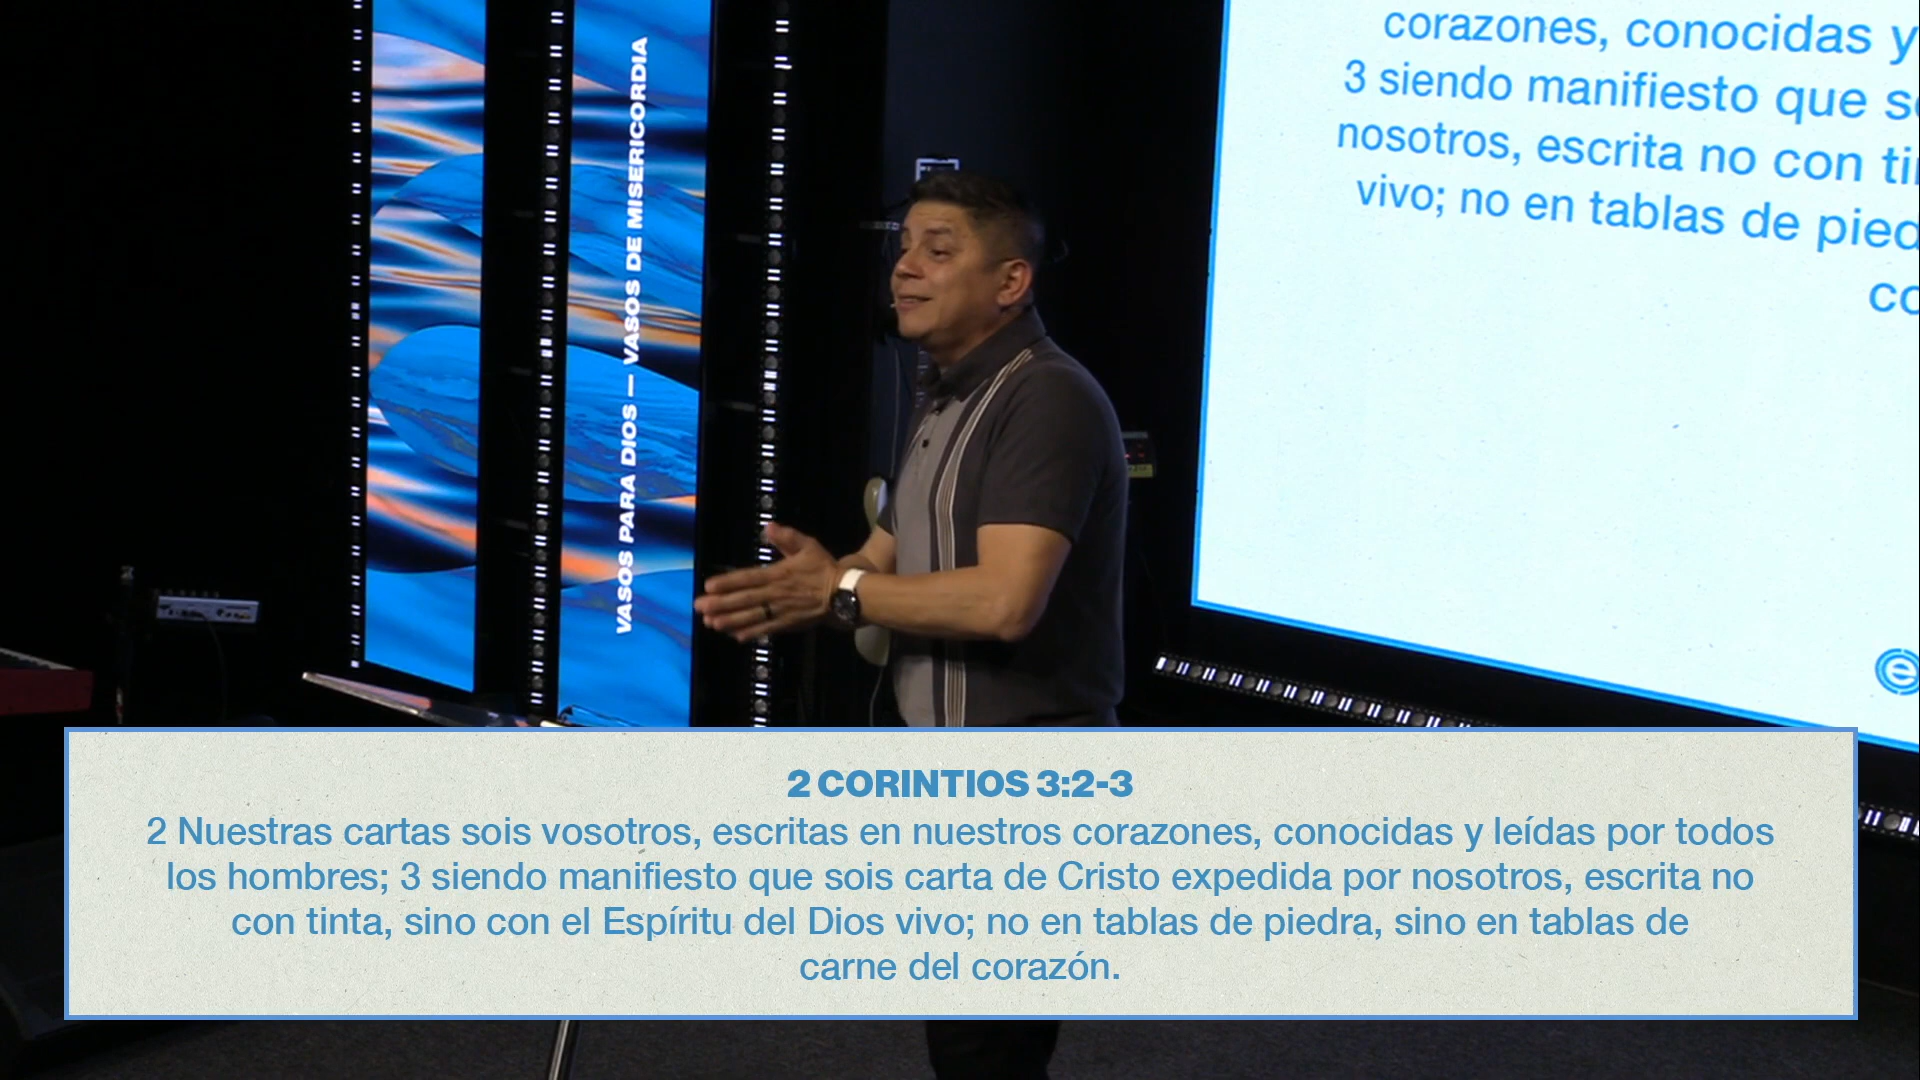 VASOS PARA DIOS — VASOS DE MISERICORDIA
corazones, conocidas y
3 siendo manifiesto que
nosotros, escrita no con
vivo; no en tablas de
e
2 CORINTIOS 3:2-3
2 Nuestras cartas sois vosotros, escritas en nuestros corazones, conocidas y leídas por todos
los hombres; 3 siendo manifiesto que sois carta de Cristo expedida por nosotros, escrita no
con tinta, sino con el Espíritu del Dios vivo; no en tablas de piedra, sino en tablas de
carne del corazón.